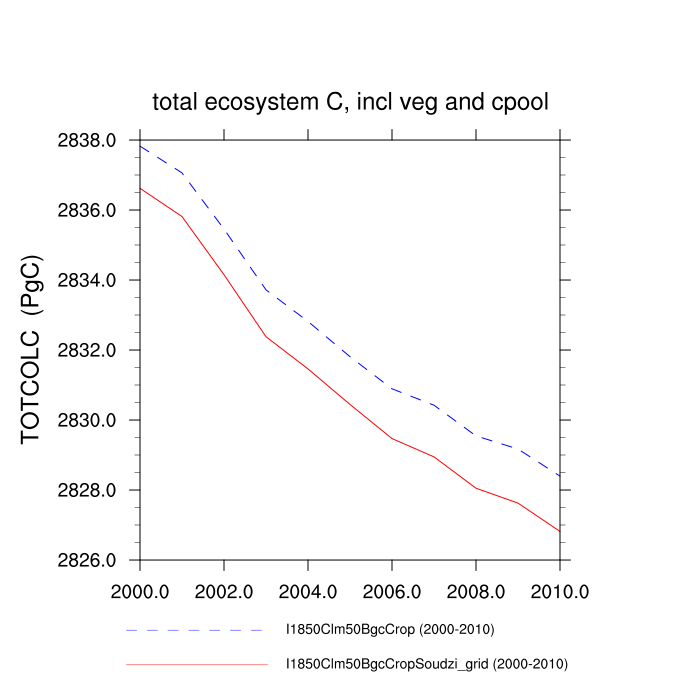 total ecosystem C, incl veg and cpool
TOTCOLC (PgC)
2838.0
2836.0
2834.0
2832.0
2830.0
2828.0
2826.0
2000.0 2002.0 2004.0 2006.0 2008.0 2010.0
I1850Clm50BgcCrop (2000-2010)
I1850Clm50BgcCropSoudzi_grid (2000-2010)